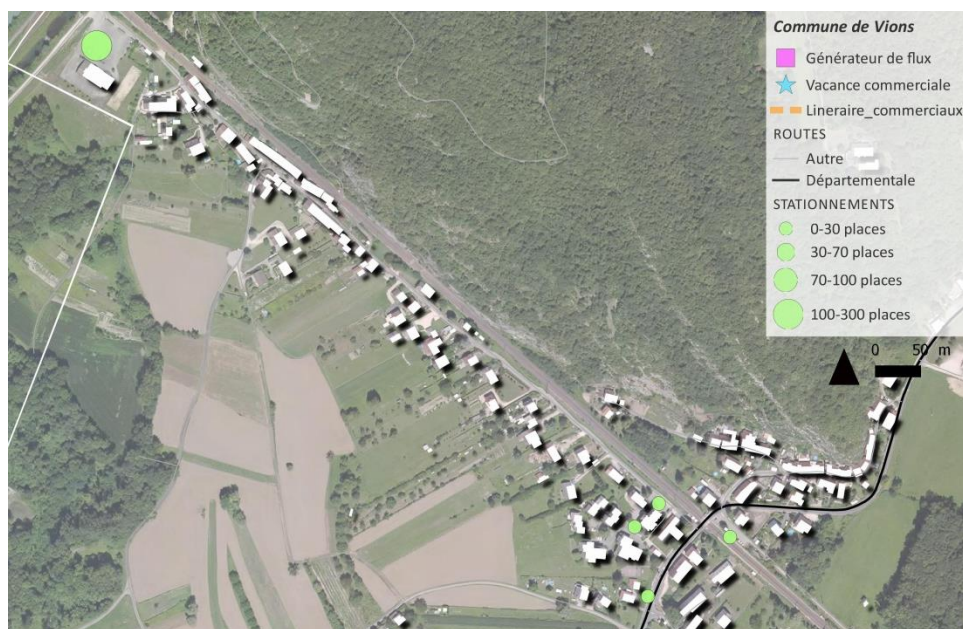 Commune de Vions
Générateur de flux
Vacance commerciale
Lineraire_commerciaux
ROUTES
Autre
Départementale
STATIONNEMENTS
0-30 places
30-70 places
70-100 places
100-300 places
0 50 m